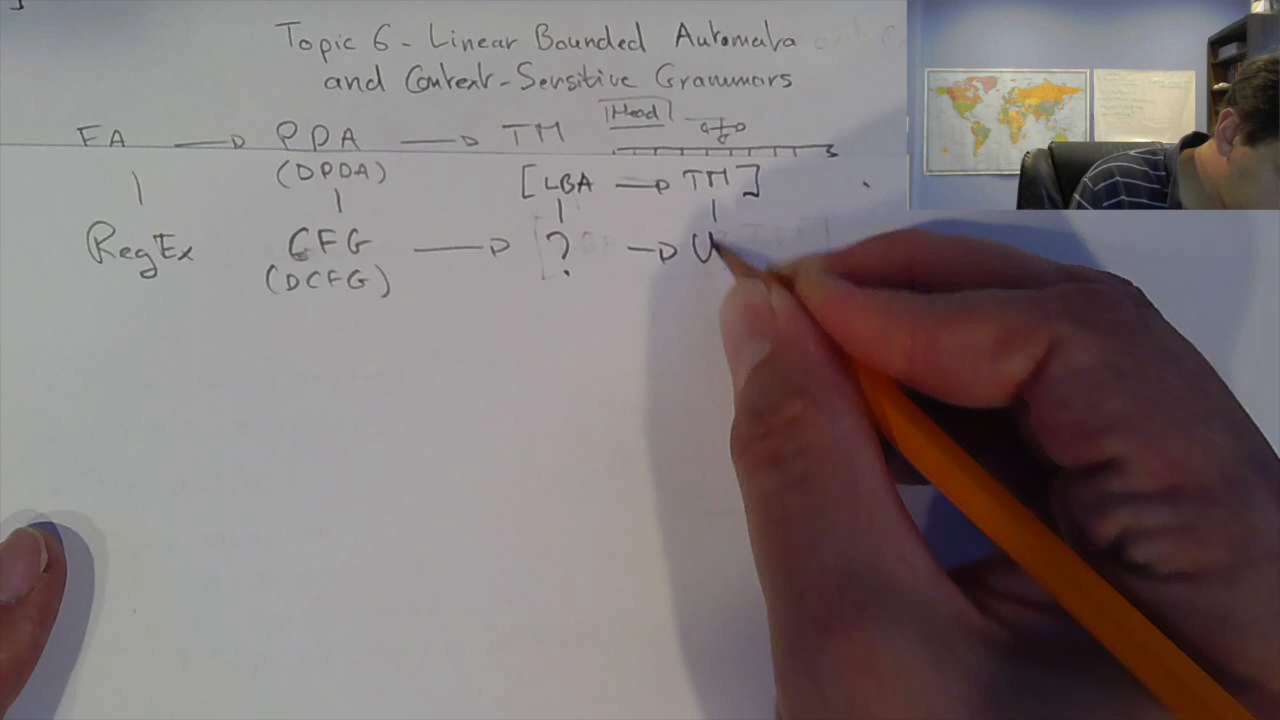 Topic 6 - Linear Bounded Automata
and Context-Sensitive Grammars
FA → PDA → TM Head
(DPDA) [LBA → TM]
RegEx CFG → ? → U
(DCFG)